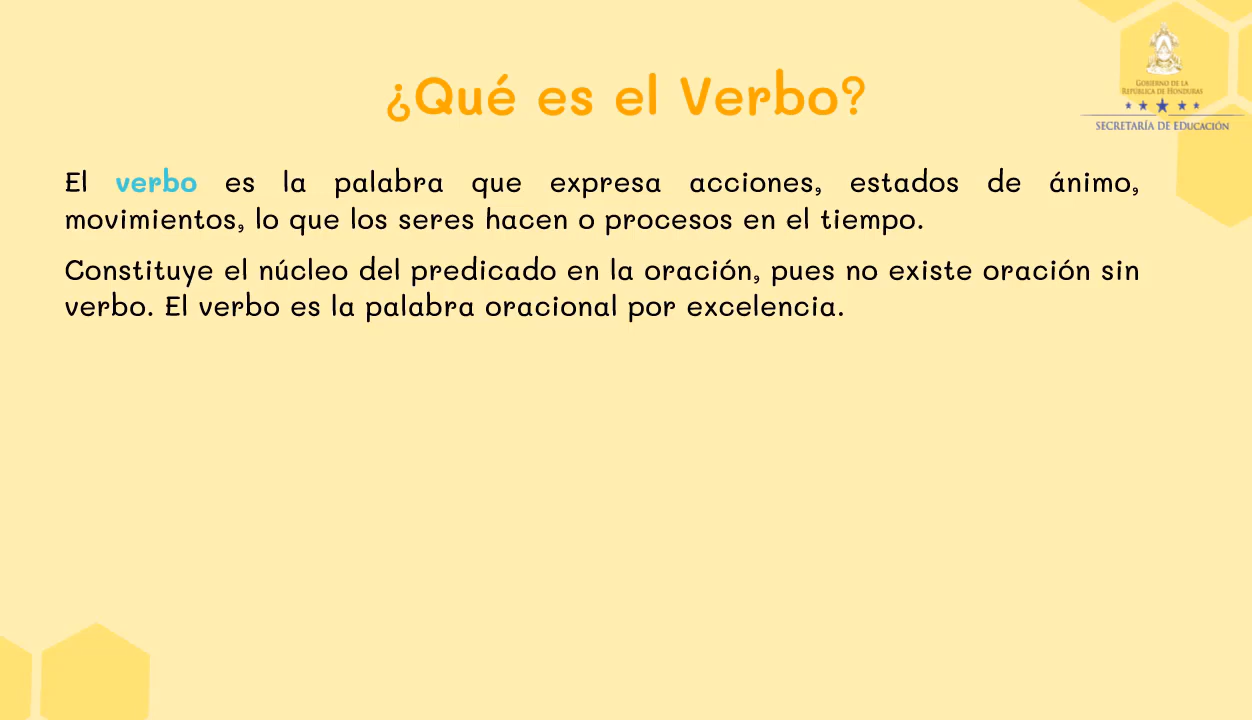 ¿Qué es el Verbo?
GOBIERNO DE LA
REPÚBLICA DE HONDURAS
SECRETARÍA DE EDUCACIÓN
El verbo es la palabra que expresa acciones, estados de ánimo,
movimientos, lo que los seres hacen o procesos en el tiempo.
Constituye el núcleo del predicado en la oración, pues no existe oración sin
verbo. El verbo es la palabra oracional por excelencia.